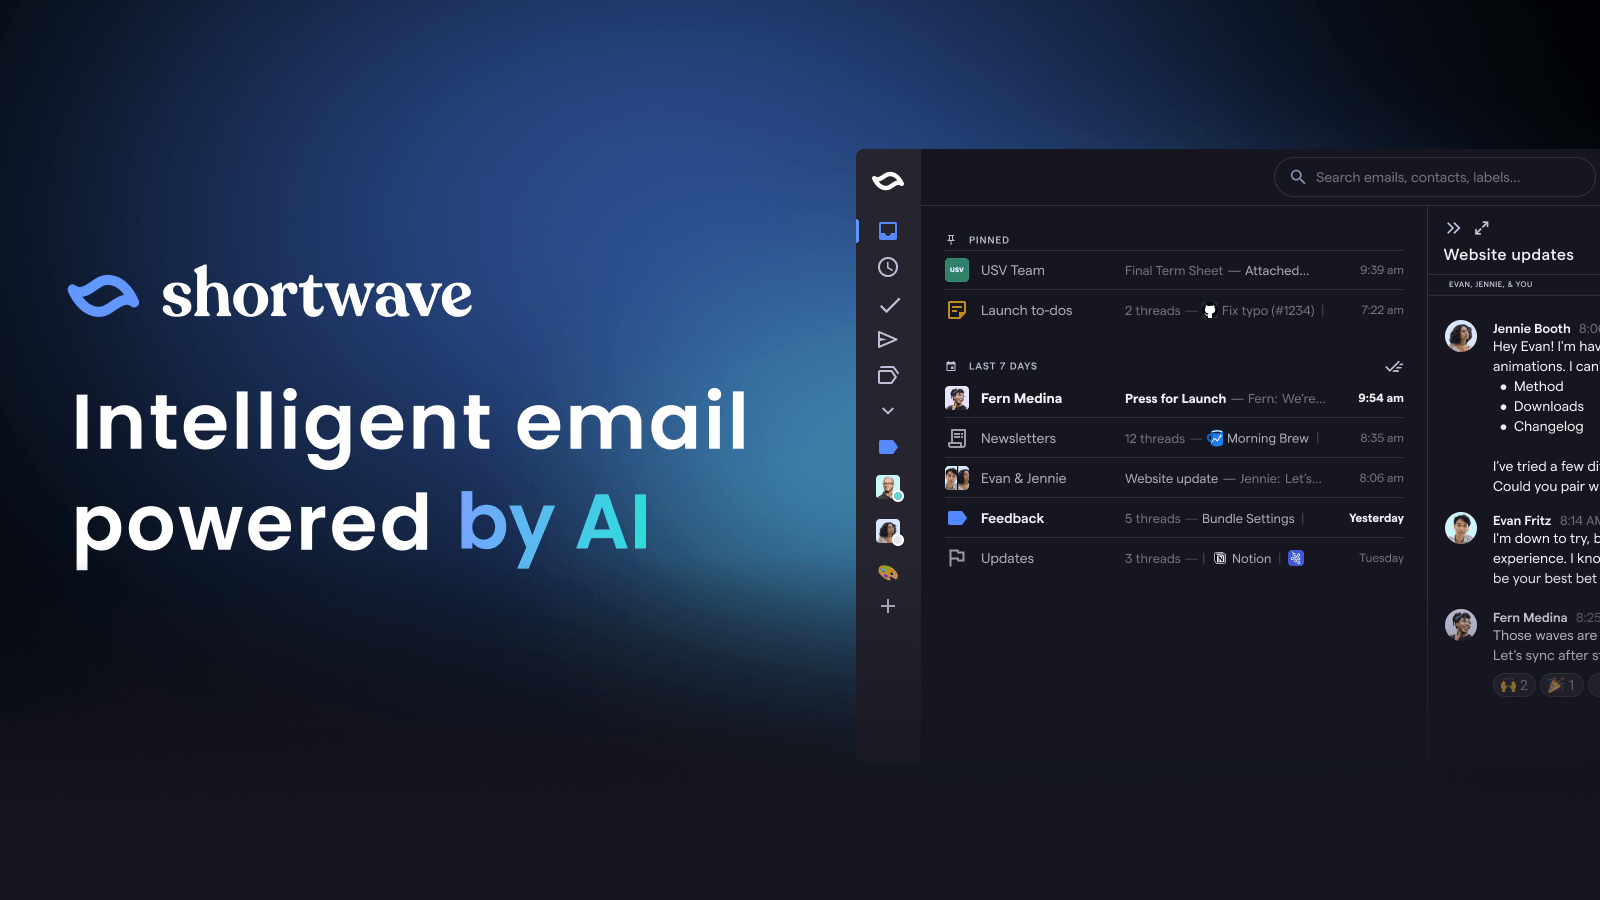 shortwave
Intelligent email
powered by AI
Search emails, contacts, labels...
PINNED
USV
USV Team Final Term Sheet — Attached... 9:39 am
Launch to-dos 2 threads — Fix typo (#1234) | 7:22 am
LAST 7 DAYS
Fern Medina Press for Launch — Fern: We're... 9:54 am
Newsletters 12 threads — Morning Brew | 8:35 am
Evan & Jennie Website update — Jennie: Let's... 8:06 am
Feedback 5 threads — Bundle Settings | Yesterday
Updates 3 threads — | Notion | Tuesday
Website updates
EVAN, JENNIE, & YOU
Jennie Booth 8:0
Hey Evan! I'm hav
animations. I can
• Method
• Downloads
• Changelog
I've tried a few di
Could you pair w
Evan Fritz 8:14 AM
I'm down to try, b
experience. I kno
be your best bet
Fern Medina 8:25
Those waves are
Let's sync after s
2 1